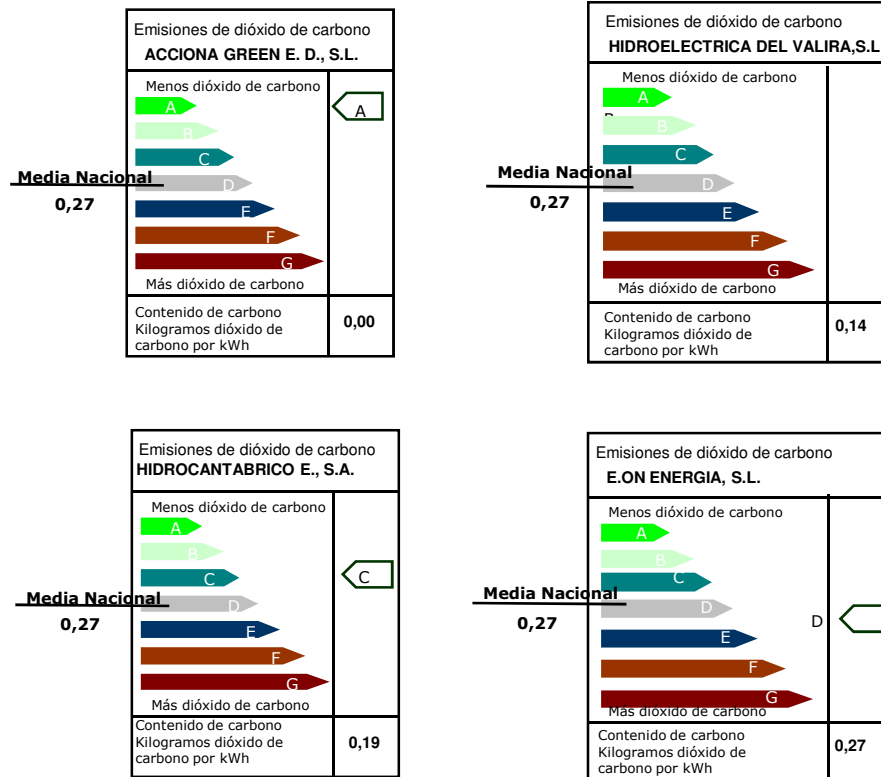 Emisiones de dióxido de carbono
ACCIONA GREEN E. D., S.L.
Menos dióxido de carbono
A
A
B
C
Media Nacional
D
0,27
E
F
G
Más dióxido de carbono
Contenido de carbono
Kilogramos dióxido de
carbono por kWh
0,00
Emisiones de dióxido de carbono
HIDROELECTRICA DEL VALIRA,S.L
Menos dióxido de carbono
A
B
C
Media Nacional
D
0,27
E
F
G
Más dióxido de carbono
Contenido de carbono
Kilogramos dióxido de
carbono por kWh
0,14
Emisiones de dióxido de carbono
HIDROCANTABRICO E., S.A.
Menos dióxido de carbono
A
B
C
C
Media Nacional
D
0,27
E
F
G
Más dióxido de carbono
Contenido de carbono
Kilogramos dióxido de
carbono por kWh
0,19
Emisiones de dióxido de carbono
E.ON ENERGIA, S.L.
Menos dióxido de carbono
A
B
C
Media Nacional
D
D
0,27
E
F
G
Más dióxido de carbono
Contenido de carbono
Kilogramos dióxido de
carbono por kWh
0,27